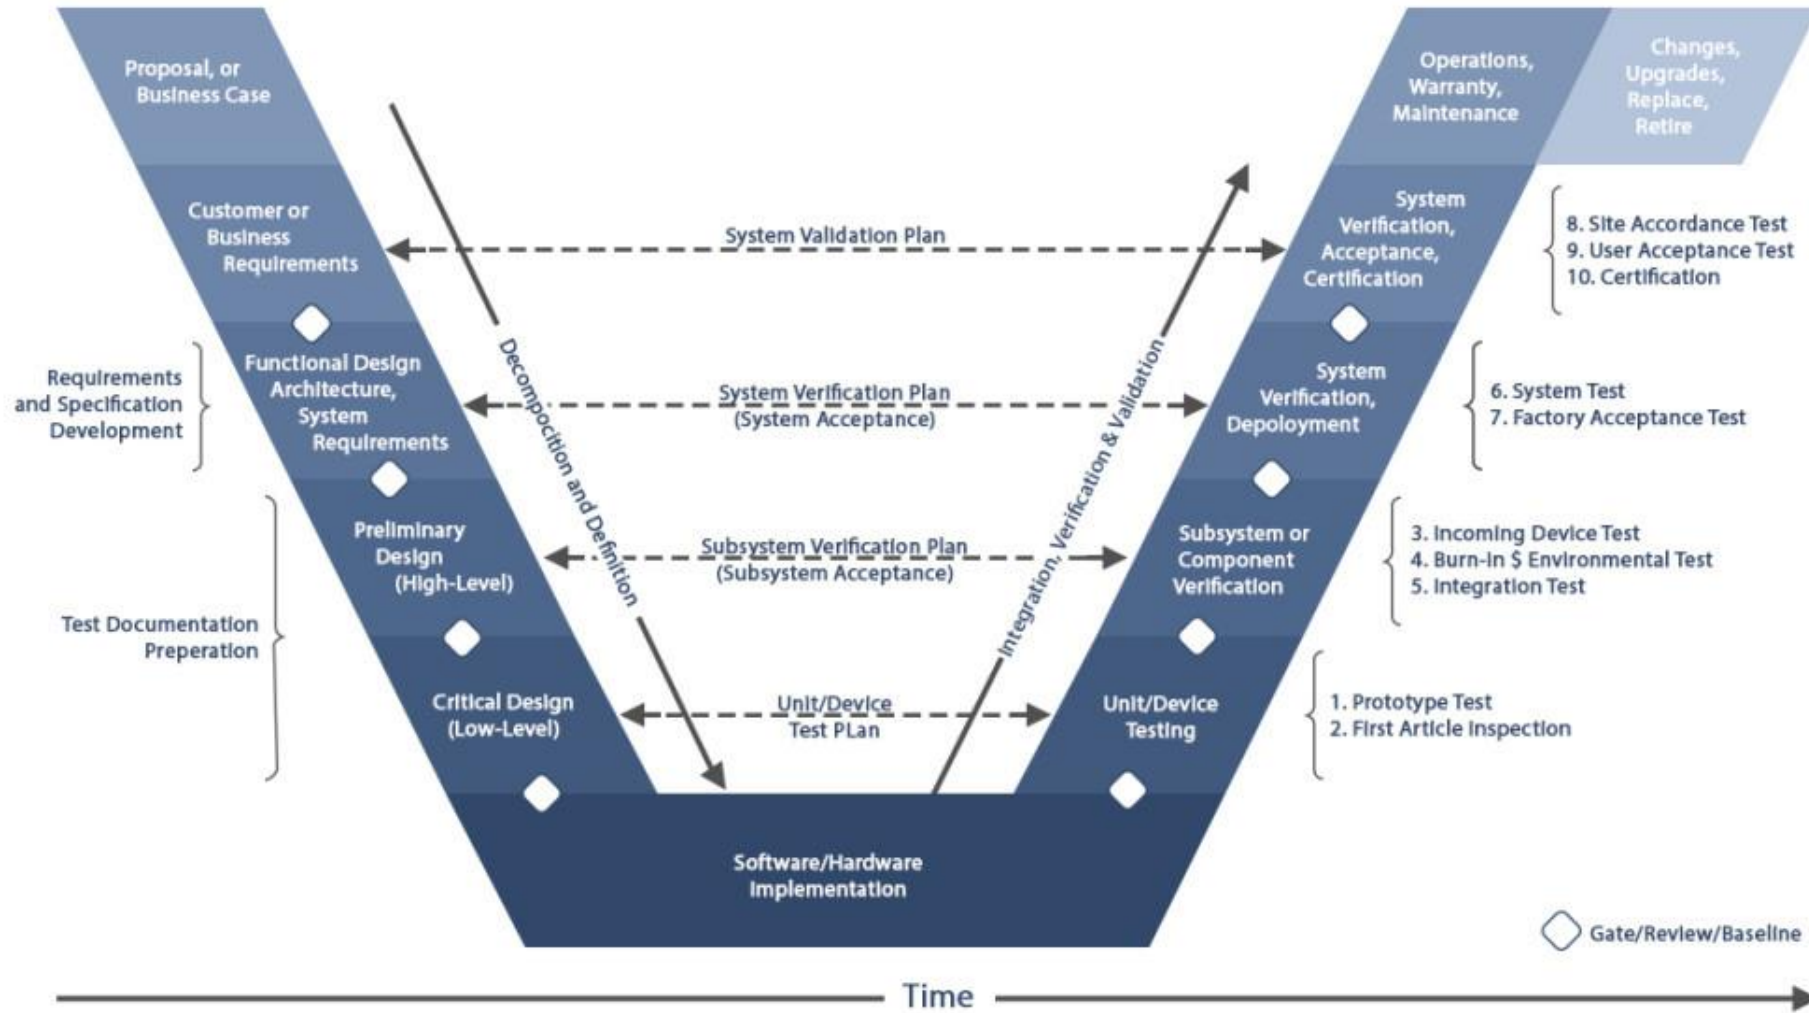 Proposal, or
Business Case
Customer or
Business
Requirements
Functional Design
Architecture,
System
Requirements
Preliminary
Design
(High-Level)
Critical Design
(Low-Level)
Software/Hardware
Implementation
Unit/Device
Testing
Subsystem or
Component
Verification
System
Verification,
Depoloyment
System
Verification,
Acceptance,
Certification
Operations,
Warranty,
Maintenance
Changes,
Upgrades,
Replace,
Retire
Requirements
and Specification
Development
Test Documentation
Preperation
Decompocition and Definition
Integration, Verification & Validation
System Validation Plan
System Verification Plan
(System Acceptance)
Subsystem Verification Plan
(Subsystem Acceptance)
Unit/Device
Test PLan
8. Site Accordance Test
9. User Acceptance Test
10. Certification
6. System Test
7. Factory Acceptance Test
3. Incoming Device Test
4. Burn-in $ Environmental Test
5. Integration Test
1. Prototype Test
2. First Article Inspection
Gate/Review/Baseline
Time